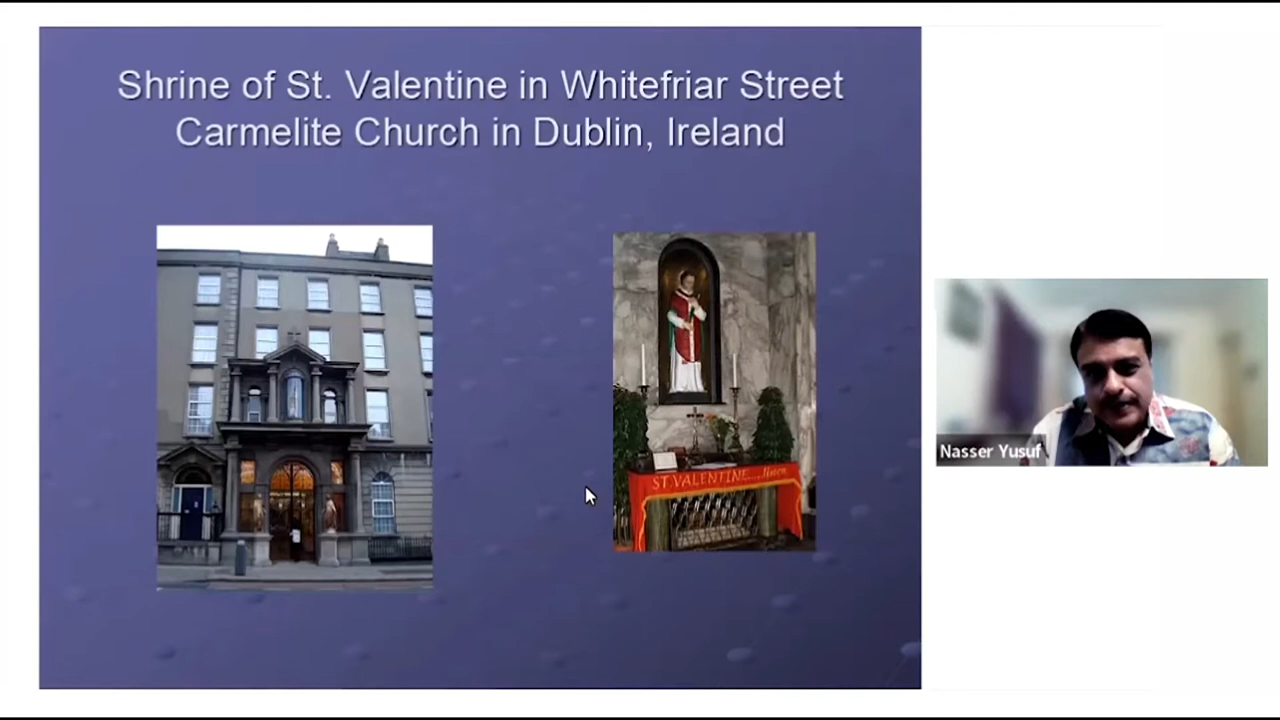 Shrine of St. Valentine in Whitefriar Street
Carmelite Church in Dublin, Ireland
ST. VALENTINE
Nasser Yusuf